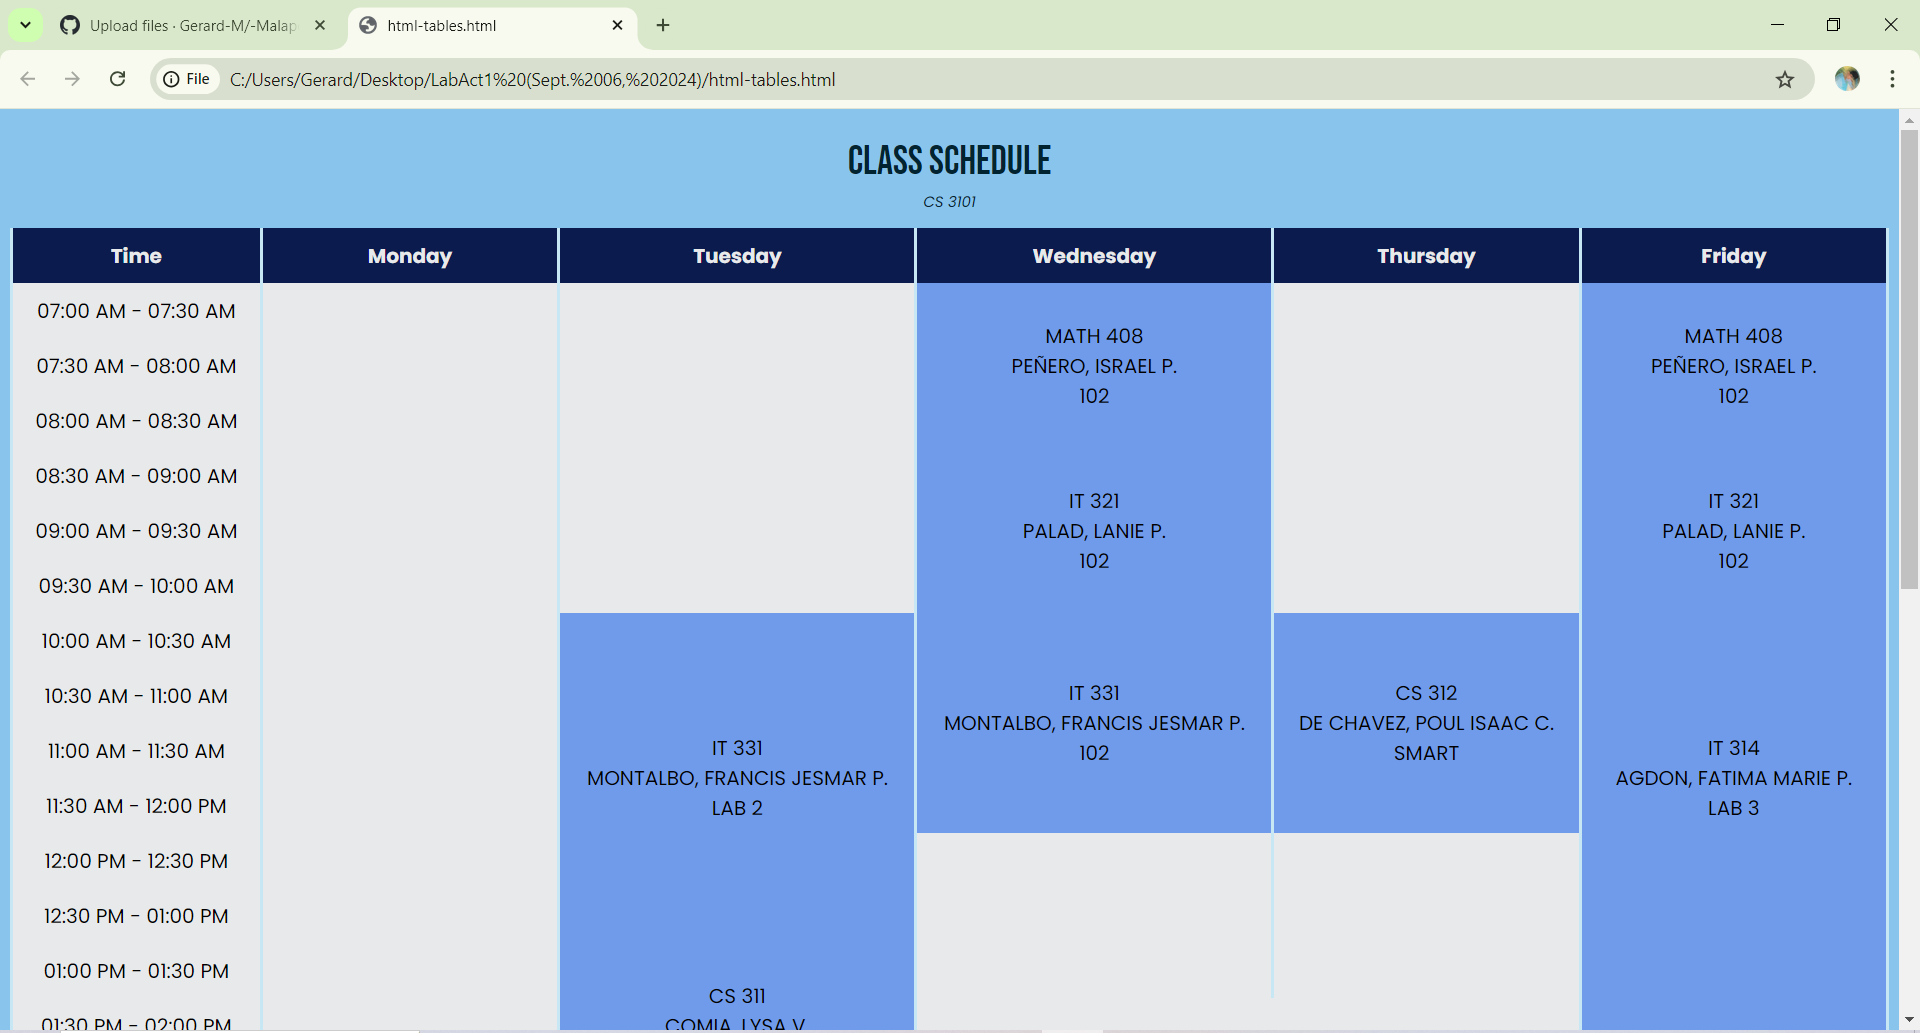 Upload files · Gerard-M/-Malap
html-tables.html
File
C:/Users/Gerard/Desktop/LabAct1%20(Sept.%2006,%202024)/html-tables.html
CLASS SCHEDULE
CS 3101
Time Monday Tuesday Wednesday Thursday Friday
07:00 AM - 07:30 AM
07:30 AM - 08:00 AM
08:00 AM - 08:30 AM
08:30 AM - 09:00 AM
09:00 AM - 09:30 AM
09:30 AM - 10:00 AM
10:00 AM - 10:30 AM
10:30 AM - 11:00 AM
11:00 AM - 11:30 AM
11:30 AM - 12:00 PM
12:00 PM - 12:30 PM
12:30 PM - 01:00 PM
01:00 PM - 01:30 PM
01:30 PM - 02:00 PM
IT 331
MONTALBO, FRANCIS JESMAR P.
LAB 2
CS 311
COMIA, LYSA V.
MATH 408
PEÑERO, ISRAEL P.
102
IT 321
PALAD, LANIE P.
102
IT 331
MONTALBO, FRANCIS JESMAR P.
102
CS 312
DE CHAVEZ, POUL ISAAC C.
SMART
MATH 408
PEÑERO, ISRAEL P.
102
IT 321
PALAD, LANIE P.
102
IT 314
AGDON, FATIMA MARIE P.
LAB 3